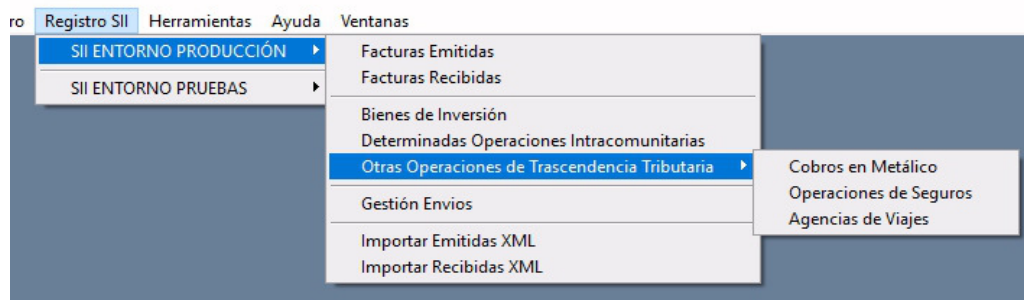 ro Registro SII Herramientas Ayuda Ventanas
SII ENTORNO PRODUCCIÓN
SII ENTORNO PRUEBAS
Facturas Emitidas
Facturas Recibidas
Bienes de Inversión
Determinadas Operaciones Intracomunitarias
Otras Operaciones de Trascendencia Tributaria
Gestión Envios
Importar Emitidas XML
Importar Recibidas XML
Cobros en Metálico
Operaciones de Seguros
Agencias de Viajes